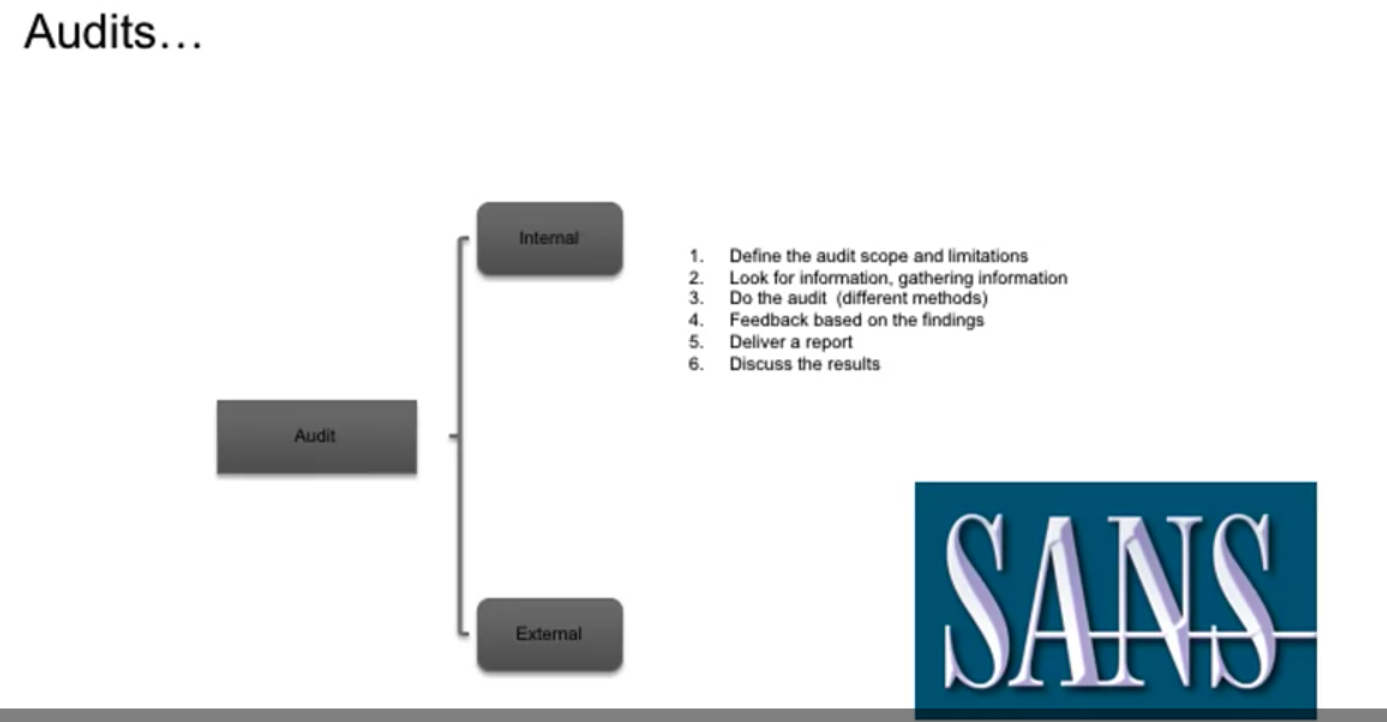 Audits...
Internal
1. Define the audit scope and limitations
2. Look for information, gathering information
3. Do the audit (different methods)
4. Feedback based on the findings
5. Deliver a report
6. Discuss the results
Audit
External
SANS